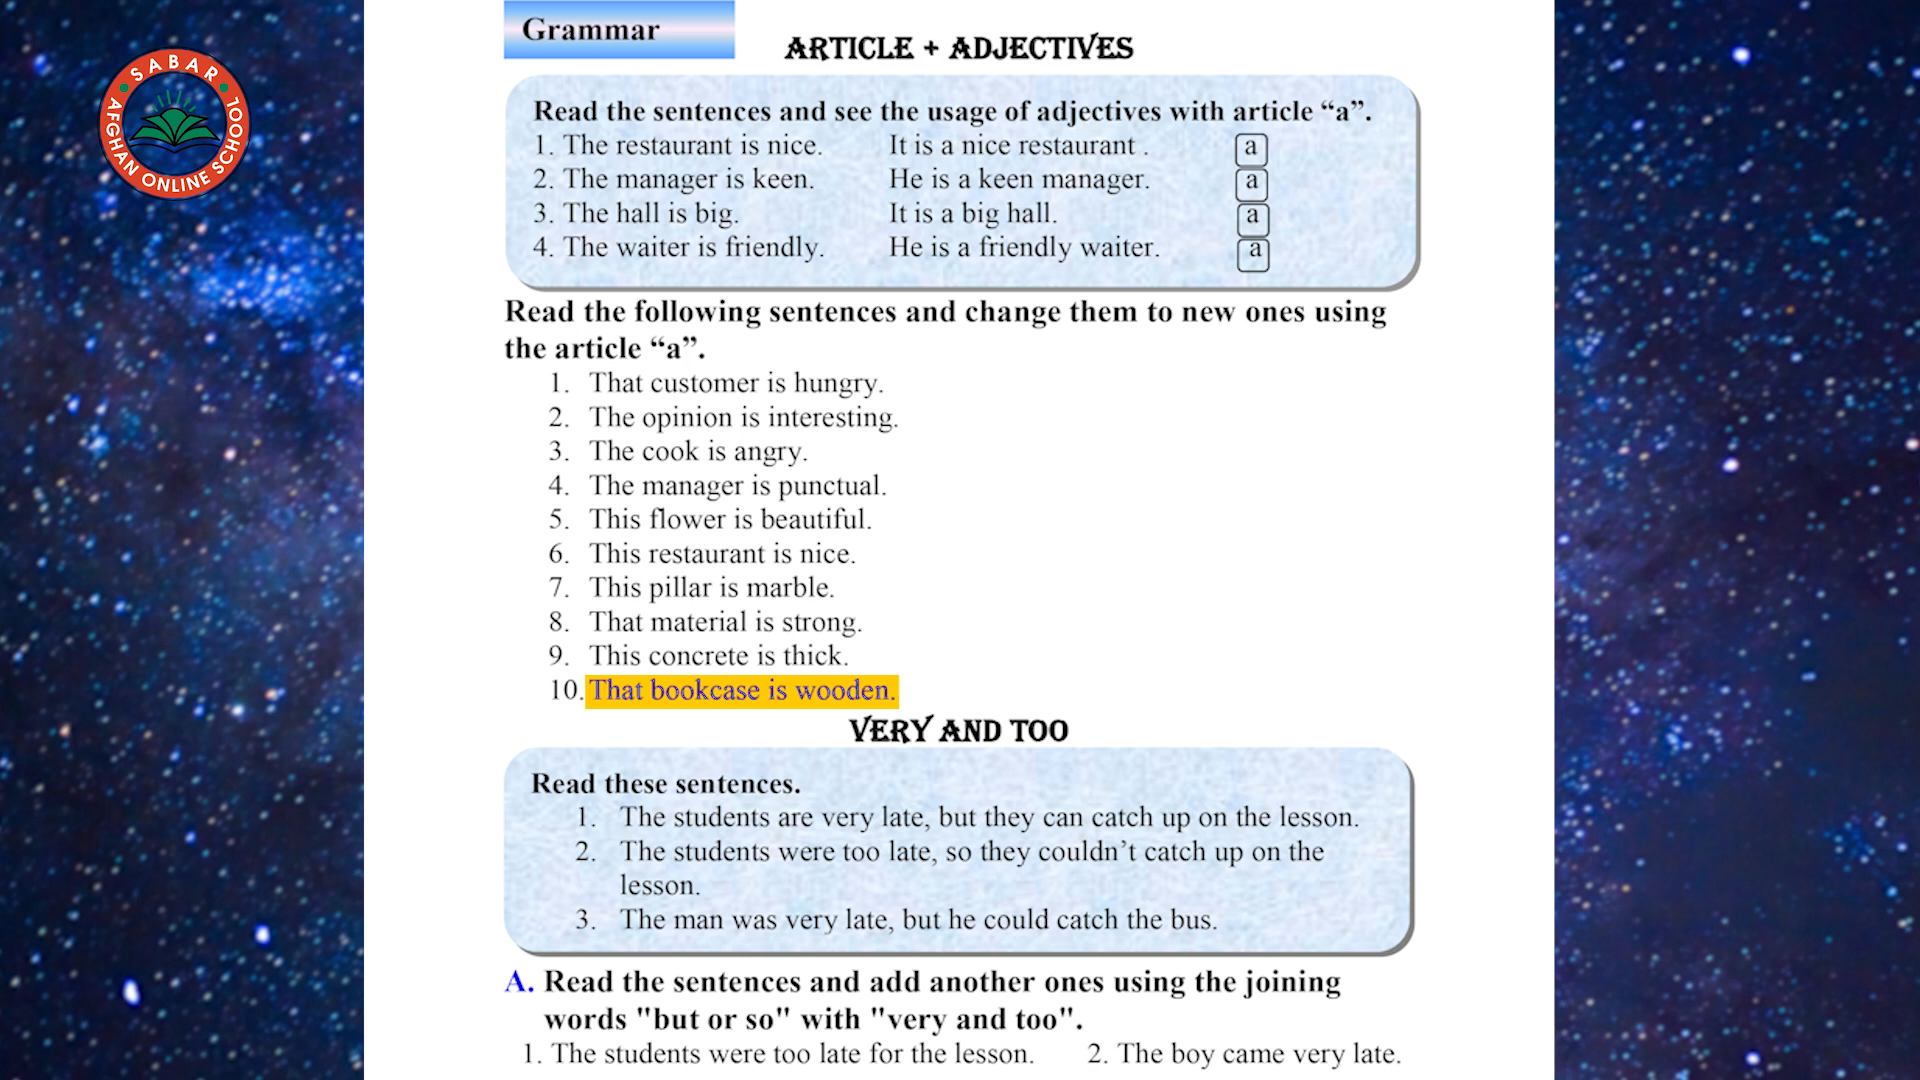 SABAR
AFGHAN ONLINE SCHOOL
Grammar
ARTICLE + ADJECTIVES
Read the sentences and see the usage of adjectives with article “a”.
1. The restaurant is nice. It is a nice restaurant . a
2. The manager is keen. He is a keen manager. a
3. The hall is big. It is a big hall. a
4. The waiter is friendly. He is a friendly waiter. a
Read the following sentences and change them to new ones using
the article “a”.
1. That customer is hungry.
2. The opinion is interesting.
3. The cook is angry.
4. The manager is punctual.
5. This flower is beautiful.
6. This restaurant is nice.
7. This pillar is marble.
8. That material is strong.
9. This concrete is thick.
10. That bookcase is wooden.
VERY AND TOO
Read these sentences.
1. The students are very late, but they can catch up on the lesson.
2. The students were too late, so they couldn’t catch up on the
lesson.
3. The man was very late, but he could catch the bus.
A. Read the sentences and add another ones using the joining
words "but or so" with "very and too".
1. The students were too late for the lesson. 2. The boy came very late.